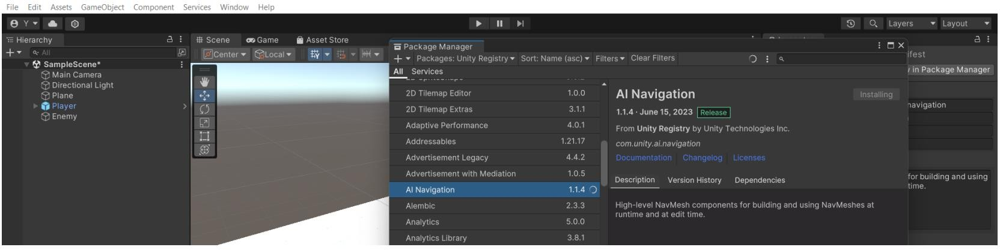 File Edit Assets GameObject Component Services Window Help
Y
Layers Layout
Hierarchy
All
SampleScene*
Main Camera
Directional Light
Plane
Player
Enemy
Scene Game Asset Store
Center Local
Package Manager
Packages: Unity Registry Sort: Name (asc) Filters Clear Filters
All Services
2D Tilemap Editor 1.0.0
2D Tilemap Extras 3.1.1
Adaptive Performance 4.0.1
Addressables 1.21.17
Advertisement Legacy 4.4.2
Advertisement with Mediation 1.0.5
AI Navigation 1.1.4
Alembic 2.3.3
Analytics 5.0.0
Analytics Library 3.8.1
AI Navigation Installing
1.1.4 · June 15, 2023 Release
From Unity Registry by Unity Technologies Inc.
com.unity.ai.navigation
Documentation Changelog Licenses
Description Version History Dependencies
High-level NavMesh components for building and using NavMeshes at
runtime and at edit time.
in Package Manager
for building and using
time.